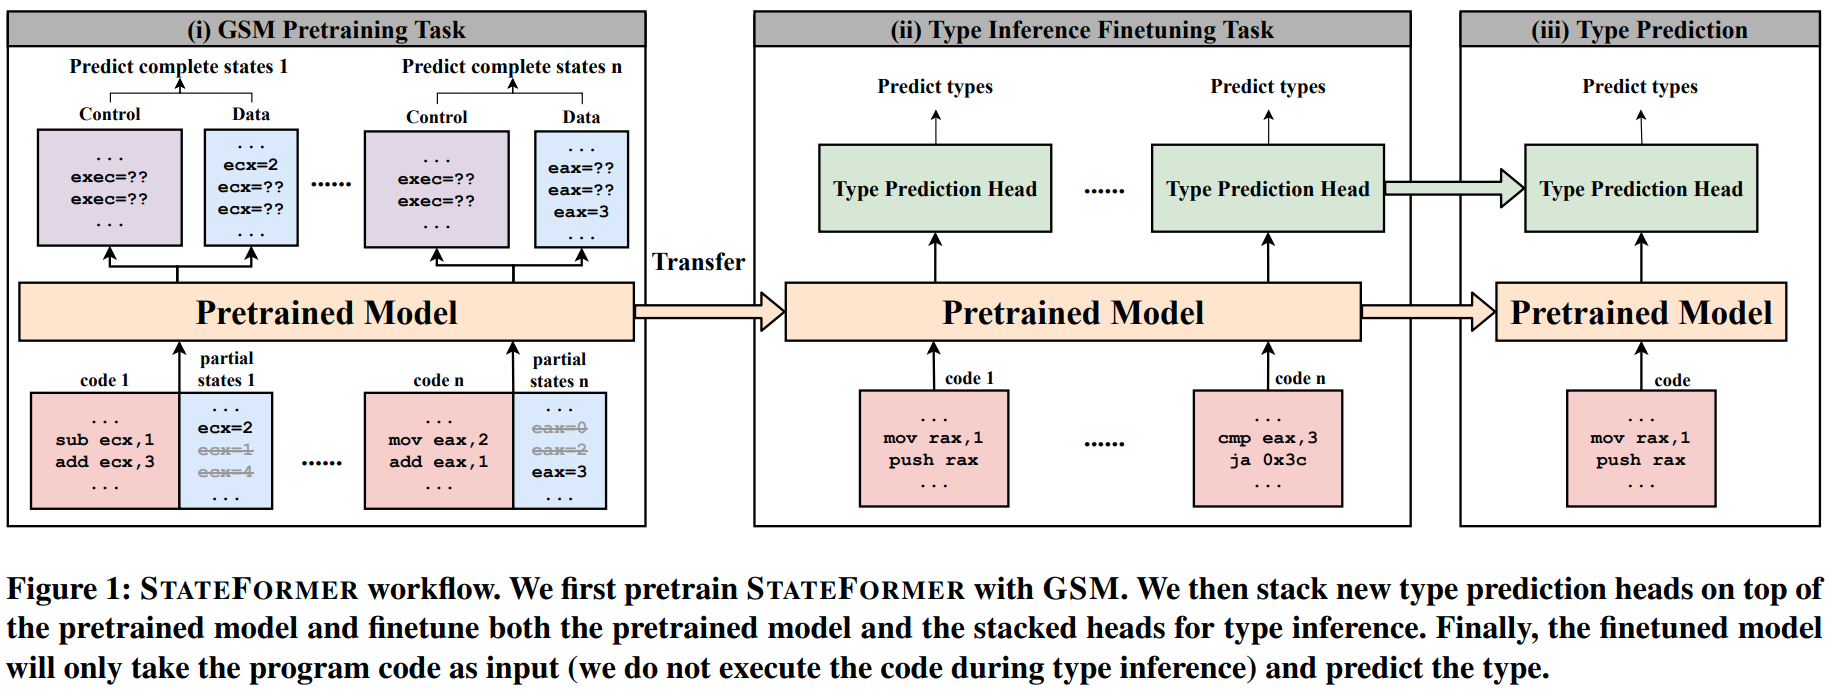 (i) GSM Pretraining Task
Predict complete states 1
Predict complete states n
Control
Data
Control
Data
...
exec=??
exec=??
...
...
ecx=2
ecx=??
ecx=??
...
......
...
exec=??
exec=??
...
...
eax=??
eax=??
eax=3
...
Pretrained Model
code 1
partial
states 1
code n
partial
states n
...
sub ecx,1
add ecx,3
...
...
ecx=2
ecx=1
ecx=4
...
......
...
mov eax,2
add eax,1
...
...
eax=0
eax=2
eax=3
...
Transfer
(ii) Type Inference Finetuning Task
Predict types
Predict types
Type Prediction Head
......
Type Prediction Head
Pretrained Model
code 1
code n
...
mov rax,1
push rax
...
......
...
cmp eax,3
ja 0x3c
...
(iii) Type Prediction
Predict types
Type Prediction Head
Pretrained Model
code
...
mov rax,1
push rax
...
Figure 1: STATEFORMER workflow. We first pretrain STATEFORMER with GSM. We then stack new type prediction heads on top of
the pretrained model and finetune both the pretrained model and the stacked heads for type inference. Finally, the finetuned model
will only take the program code as input (we do not execute the code during type inference) and predict the type.